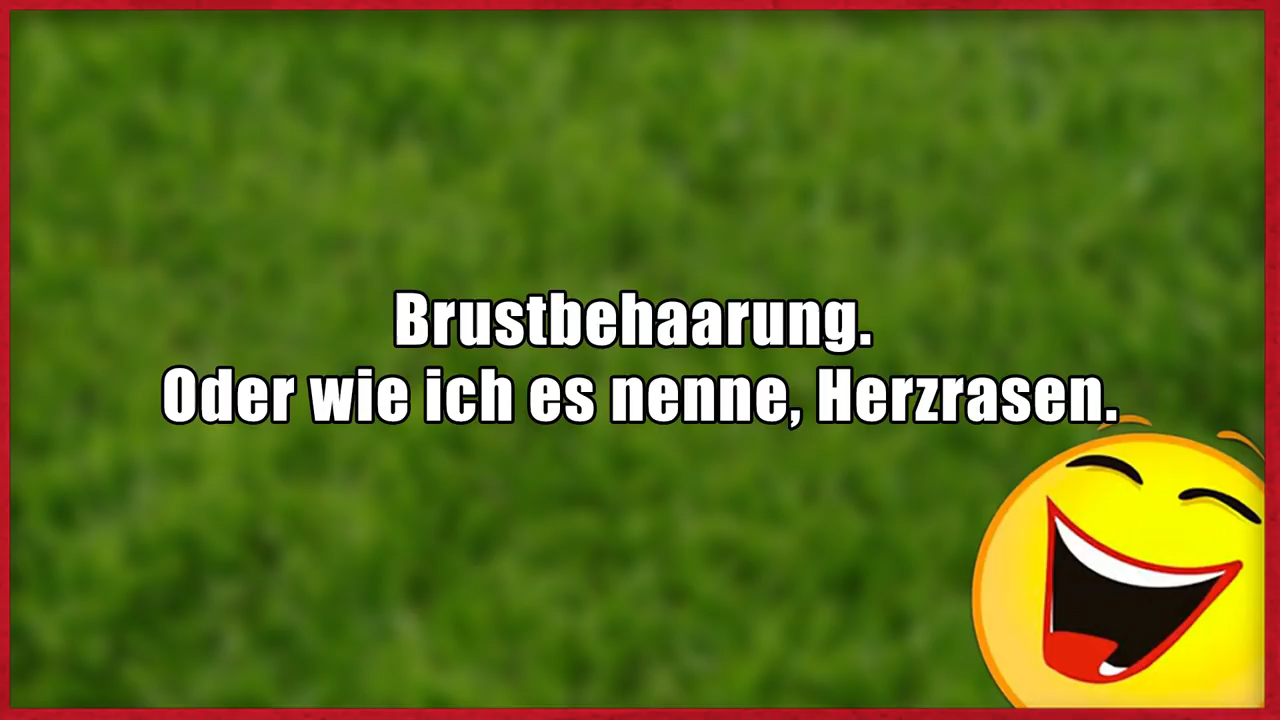 Brustbehaarung.
Oder wie ich es nenne, Herzrasen.